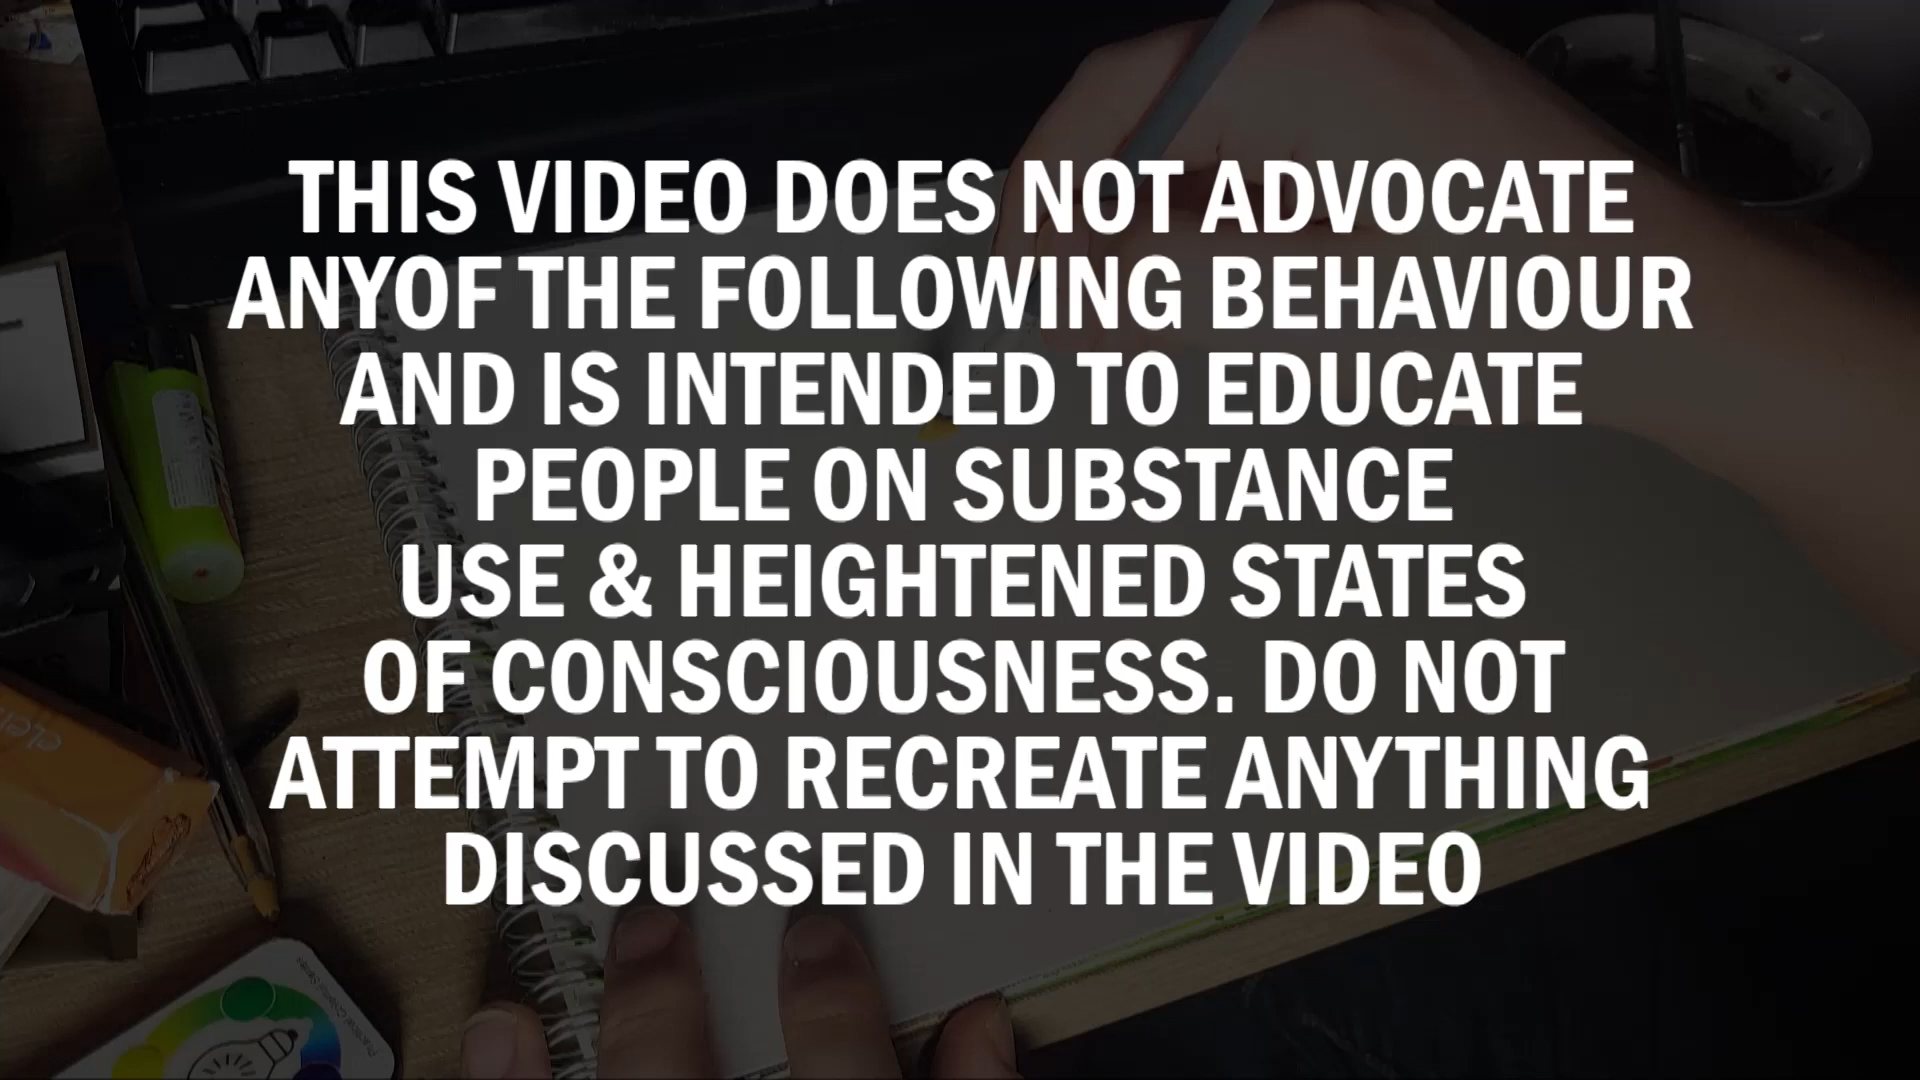 THIS VIDEO DOES NOT ADVOCATE
ANYOF THE FOLLOWING BEHAVIOUR
AND IS INTENDED TO EDUCATE
PEOPLE ON SUBSTANCE
USE & HEIGHTENED STATES
OF CONSCIOUSNESS. DO NOT
ATTEMPT TO RECREATE ANYTHING
DISCUSSED IN THE VIDEO